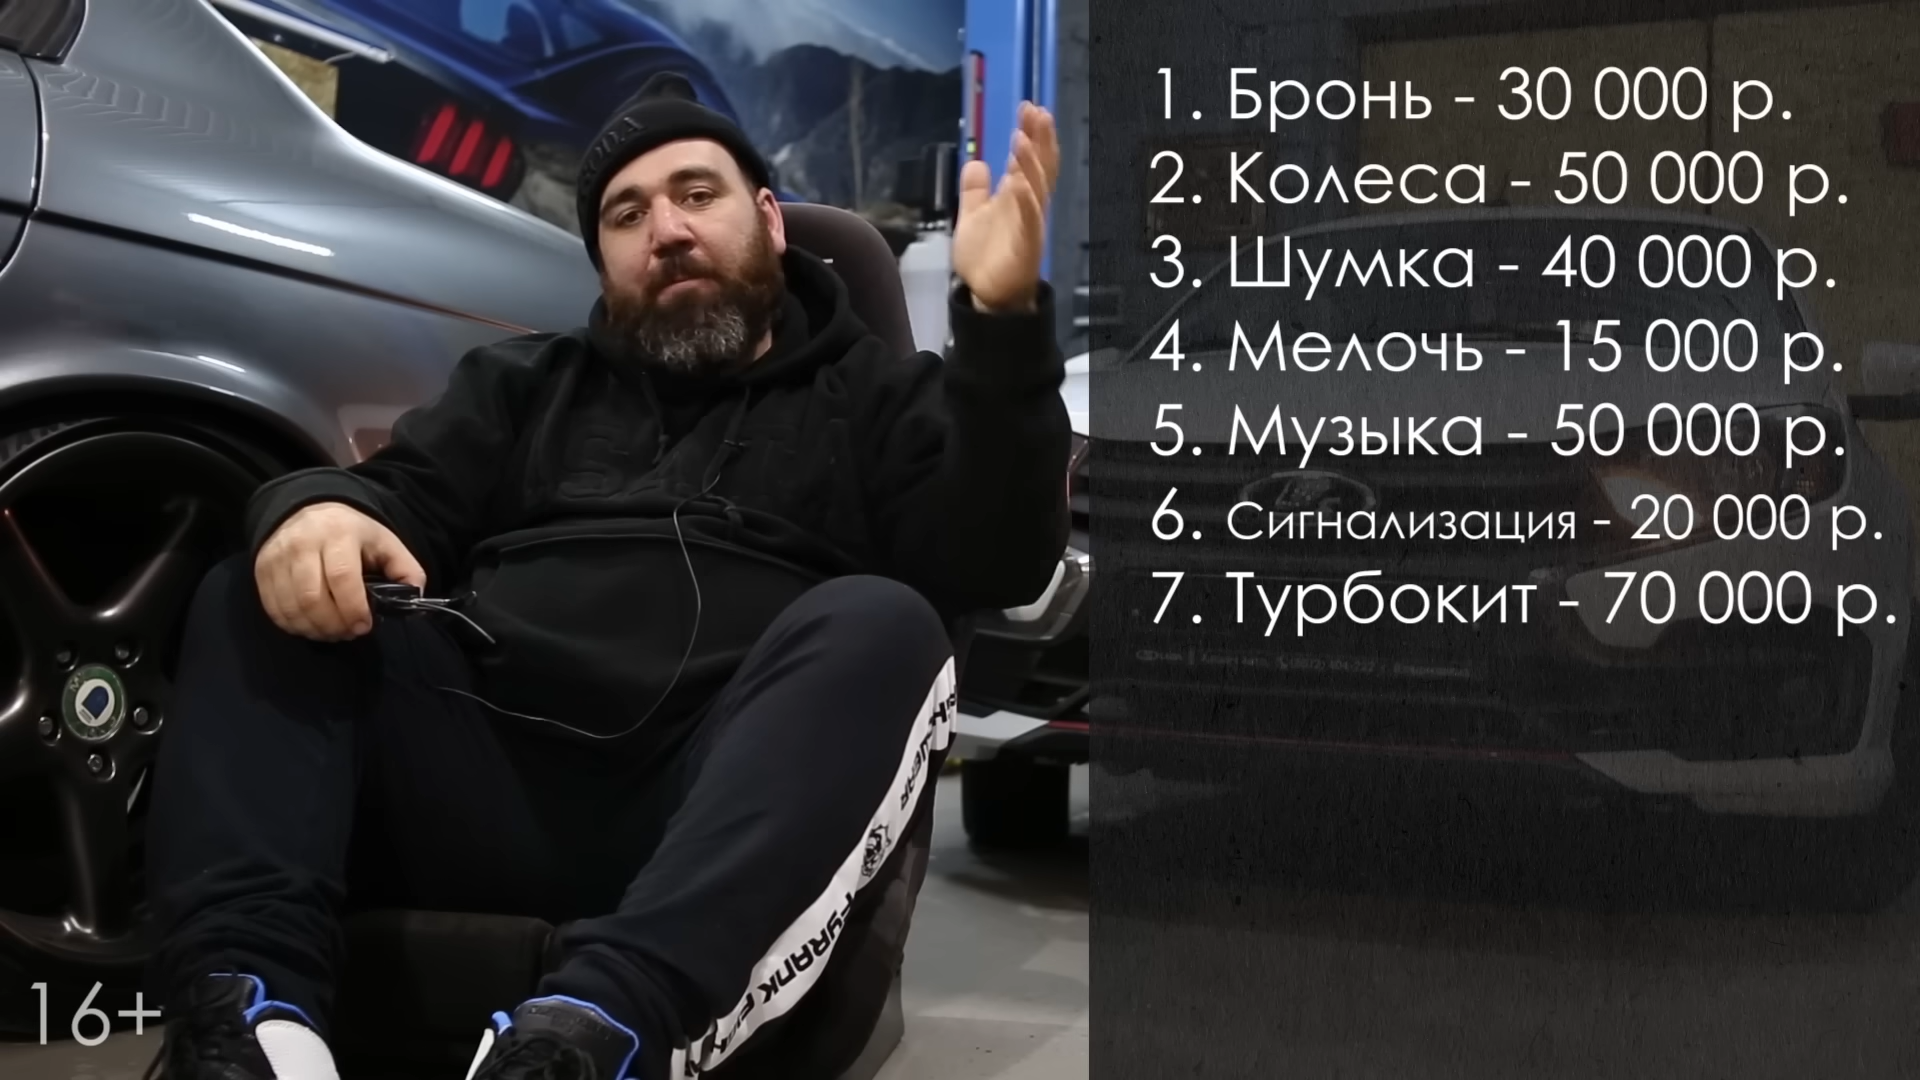 1. Бронь - 30 000 р.
2. Колеса - 50 000 р.
3. Шумка - 40 000 р.
4. Мелочь - 15 000 р.
5. Музыка - 50 000 р.
6. Сигнализация - 20 000 р.
7. Турбокит - 70 000 р.
16+